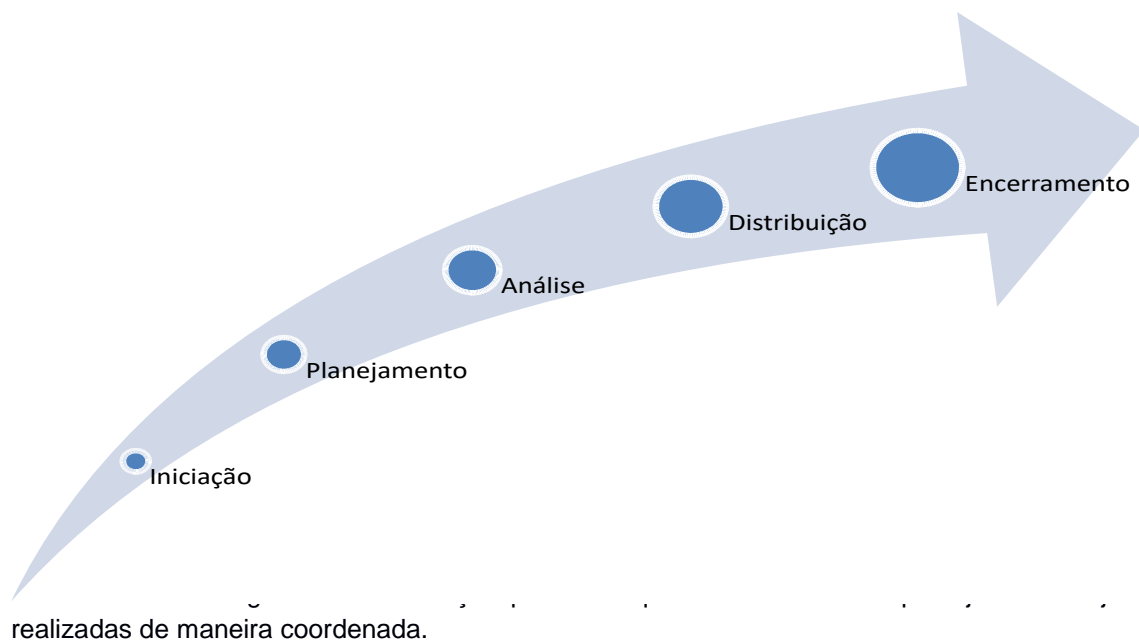 Encerramento
Distribuição
Análise
Planejamento
Iniciação
realizadas de maneira coordenada.